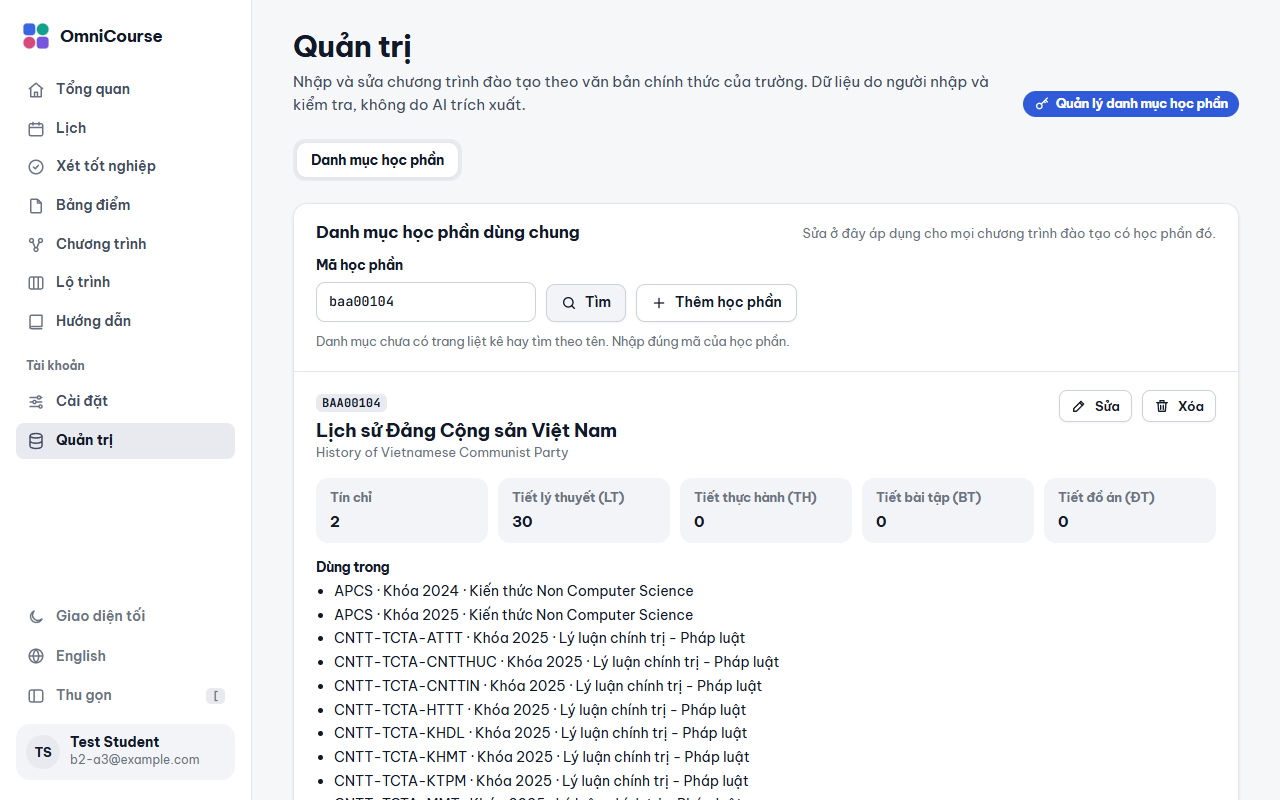 OmniCourse
Tổng quan
Lịch
Xét tốt nghiệp
Bảng điểm
Chương trình
Lộ trình
Hướng dẫn
Tài khoản
Cài đặt
Quản trị
Giao diện tối
English
Thu gọn
[
TS
Test Student
b2-a3@example.com
Quản trị
Nhập và sửa chương trình đào tạo theo văn bản chính thức của trường. Dữ liệu do người nhập và
kiểm tra, không do AI trích xuất.
Quản lý danh mục học phần
Danh mục học phần
Danh mục học phần dùng chung
Sửa ở đây áp dụng cho mọi chương trình đào tạo có học phần đó.
Mã học phần
baa00104
Tìm
Thêm học phần
Danh mục chưa có trang liệt kê hay tìm theo tên. Nhập đúng mã của học phần.
BAA00104
Sửa
Xóa
Lịch sử Đảng Cộng sản Việt Nam
History of Vietnamese Communist Party
Tín chỉ
2
Tiết lý thuyết (LT)
30
Tiết thực hành (TH)
0
Tiết bài tập (BT)
0
Tiết đồ án (ĐT)
0
Dùng trong
APCS · Khóa 2024 · Kiến thức Non Computer Science
APCS · Khóa 2025 · Kiến thức Non Computer Science
CNTT-TCTA-ATTT · Khóa 2025 · Lý luận chính trị - Pháp luật
CNTT-TCTA-CNTTHUC · Khóa 2025 · Lý luận chính trị - Pháp luật
CNTT-TCTA-CNTTIN · Khóa 2025 · Lý luận chính trị - Pháp luật
CNTT-TCTA-HTTT · Khóa 2025 · Lý luận chính trị - Pháp luật
CNTT-TCTA-KHDL · Khóa 2025 · Lý luận chính trị - Pháp luật
CNTT-TCTA-KHMT · Khóa 2025 · Lý luận chính trị - Pháp luật
CNTT-TCTA-KTPM · Khóa 2025 · Lý luận chính trị - Pháp luật